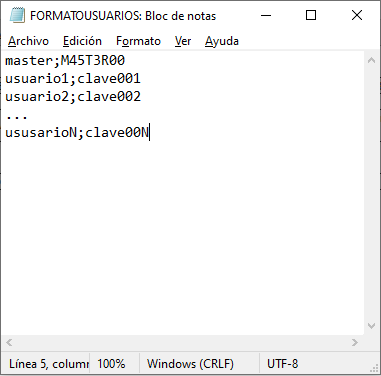 FORMATOUSUARIOS: Bloc de notas
Archivo Edición Formato Ver Ayuda
master;M45T3R00
usuario1;clave001
usuario2;clave002
...
ususarioN;clave00N
Línea 5, column 100% Windows (CRLF) UTF-8